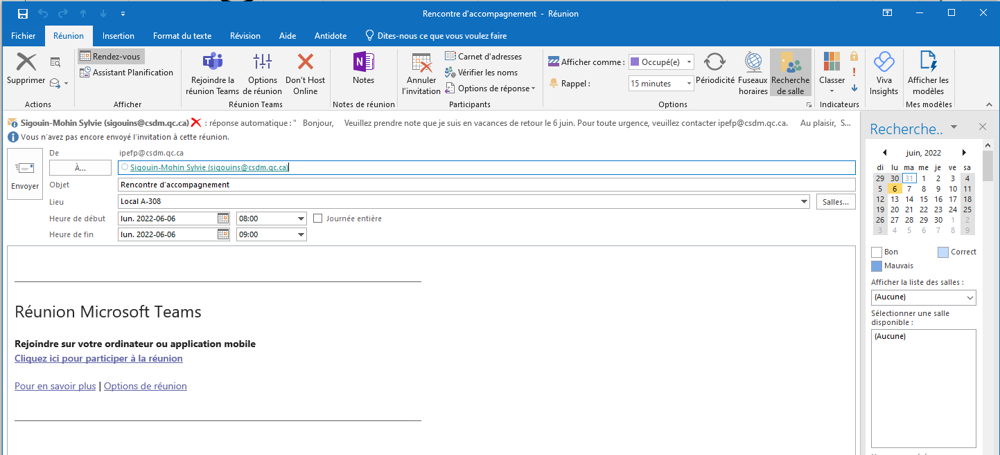 Rencontre d'accompagnement - Réunion
Fichier Réunion Insertion Format du texte Révision Aide Antidote Dites-nous ce que vous voulez faire
Supprimer
Actions
Rendez-vous
Assistant Planification
Afficher
Rejoindre la réunion Teams
Options de réunion
Don't Host Online
Réunion Teams
Notes
Notes de réunion
Annuler l'invitation
Carnet d'adresses
Vérifier les noms
Options de réponse
Participants
Afficher comme : Occupé(e)
Rappel : 15 minutes
Périodicité
Fuseaux horaires
Recherche de salle
Options
Classer
Indicateurs
Viva Insights
Afficher les modèles
Mes modèles
Sigouin-Mohin Sylvie (sigouins@csdm.qc.ca) : réponse automatique : " Bonjour, Veuillez prendre note que je suis en vacances de retour le 6 juin. Pour toute urgence, veuillez contacter ipefp@csdm.qc.ca. Au plaisir, S...
Vous n'avez pas encore envoyé l'invitation à cette réunion.
Envoyer
De ipefp@csdm.qc.ca
À... Sigouin-Mohin Sylvie (sigouins@csdm.qc.ca)
Objet Rencontre d'accompagnement
Lieu Local A-308 Salles...
Heure de début lun. 2022-06-06 08:00 Journée entière
Heure de fin lun. 2022-06-06 09:00
Réunion Microsoft Teams
Rejoindre sur votre ordinateur ou application mobile
Cliquez ici pour participer à la réunion
Pour en savoir plus | Options de réunion
Recherche..
juin, 2022
di lu ma me je ve sa
29 30 31 1 2 3 4
5 6 7 8 9 10 11
12 13 14 15 16 17 18
19 20 21 22 23 24 25
26 27 28 29 30 1 2
3 4 5 6 7 8 9
Bon Correct
Mauvais
Afficher la liste des salles :
(Aucune)
Sélectionner une salle
disponible :
(Aucune)